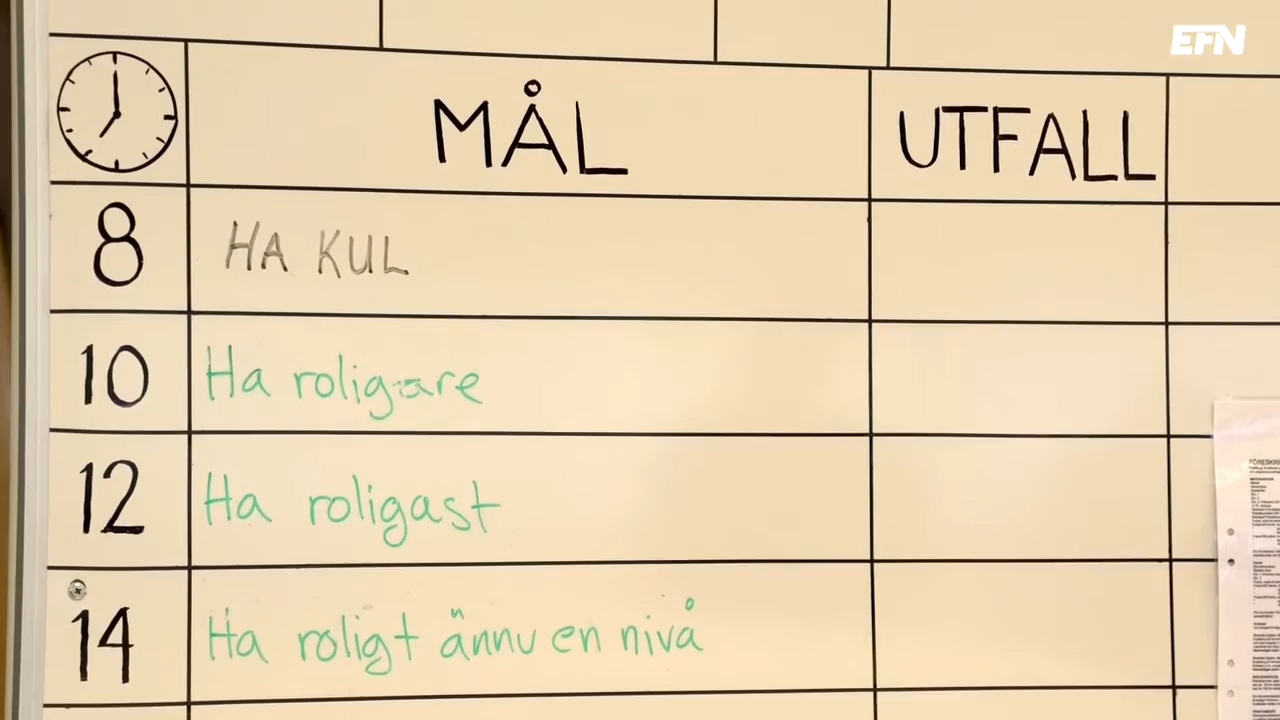 EFN
MÅL UTFALL
8 HA KUL
10 Ha roligare
12 Ha roligast
14 Ha roligt ännu en nivå